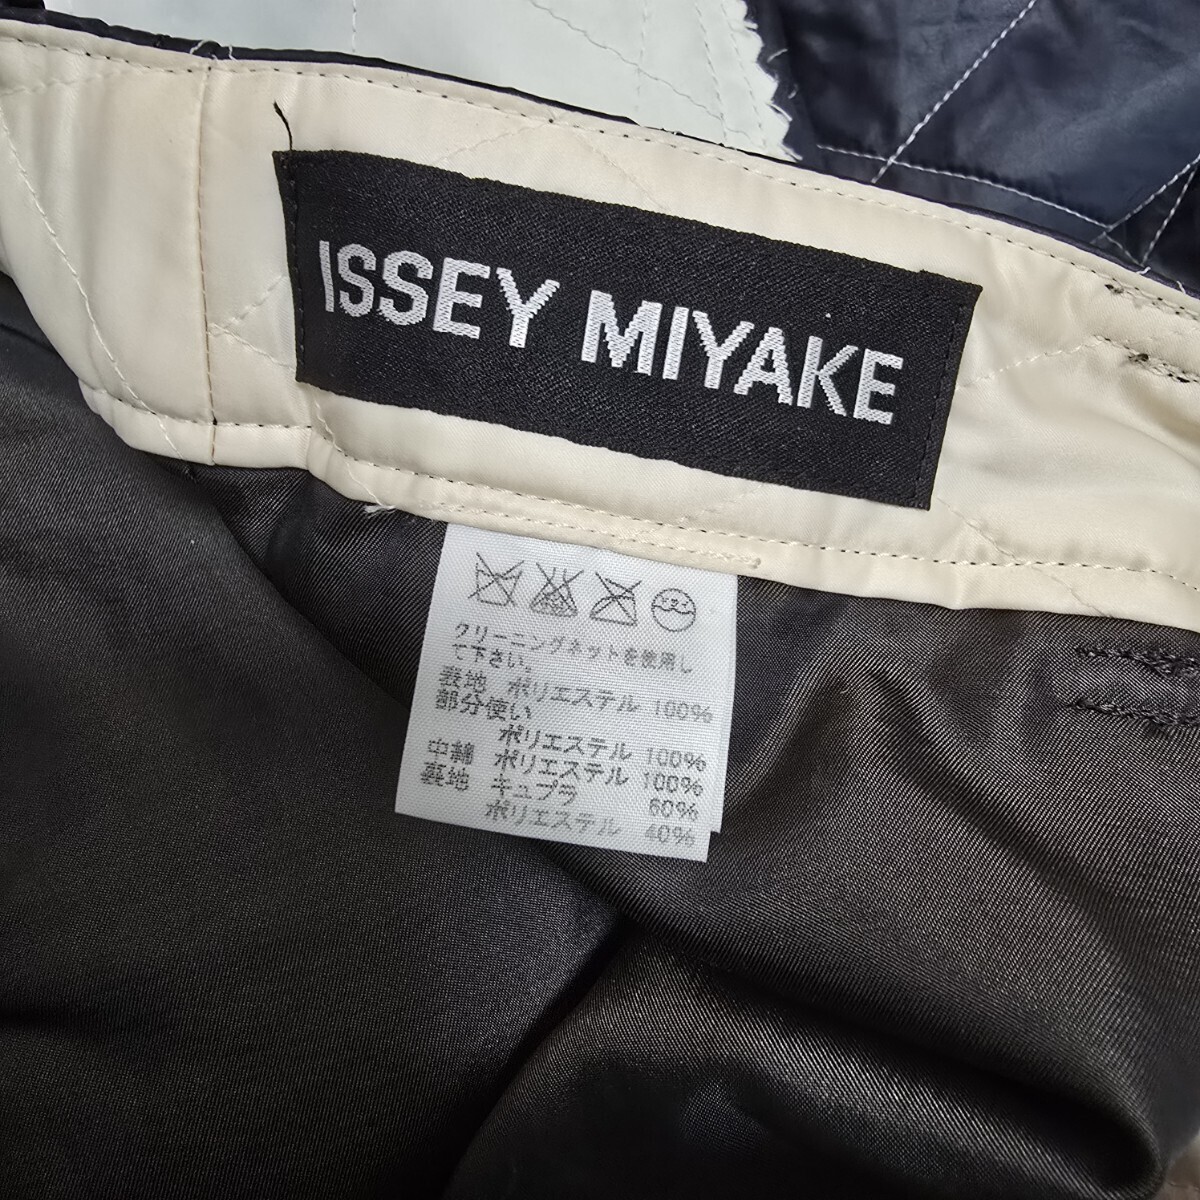 ISSEY MIYAKE
クリーニングネットを使用し
て下さい。
表地 ポリエステル 100%
部分使い
ポリエステル 100%
中綿 ポリエステル 100%
裏地 キュプラ 60%
ポリエステル 40%